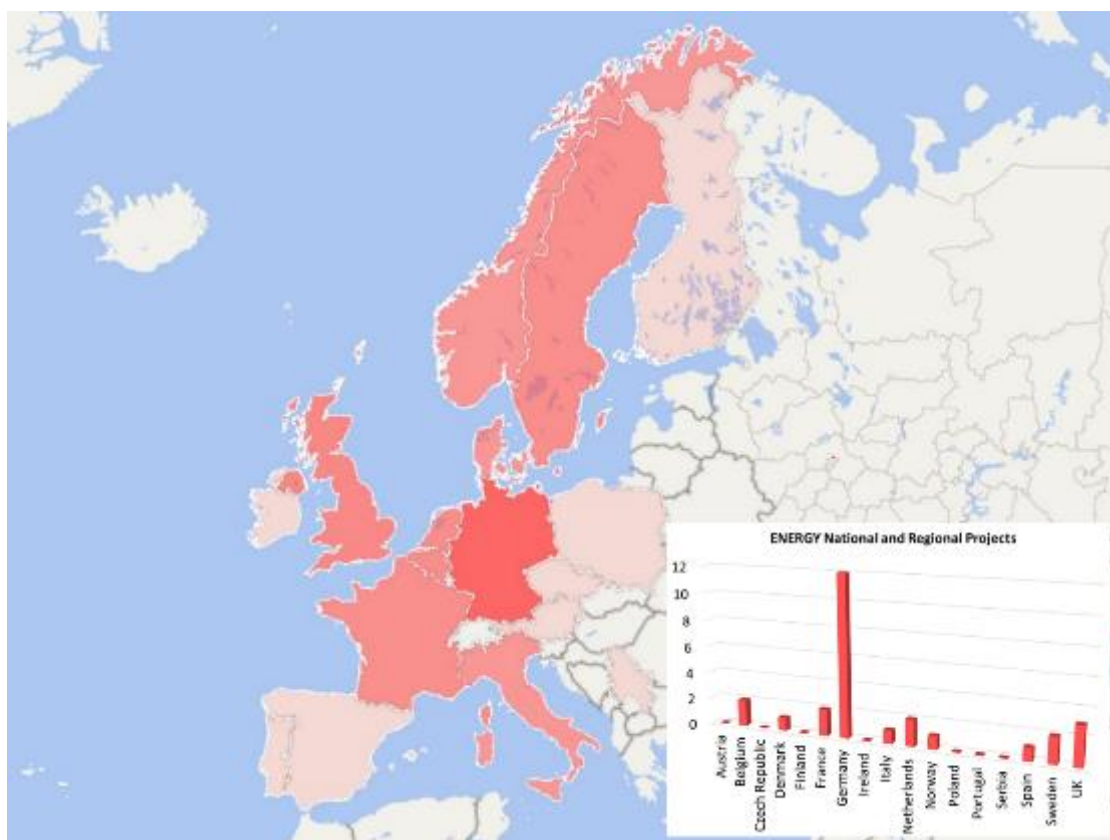 ENERGY National and Regional Projects
12
10
8
6
4
2
0
Austria
Belgium
Czech Republic
Denmark
Finland
France
Germany
Ireland
Italy
Netherlands
Norway
Poland
Portugal
Serbia
Spain
Sweden
UK